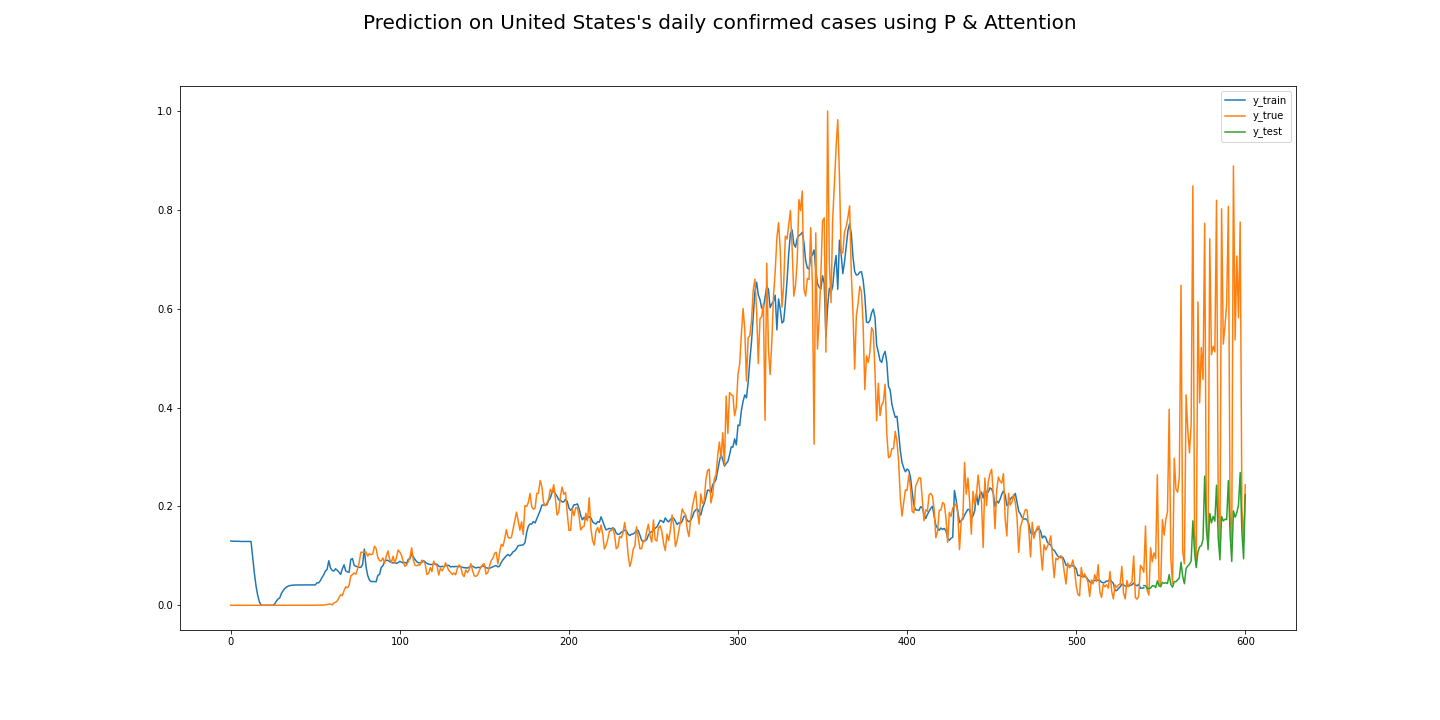 Prediction on United States's daily confirmed cases using P & Attention
y_train
y_true
y_test
1.0
0.8
0.6
0.4
0.2
0.0
0 100 200 300 400 500 600